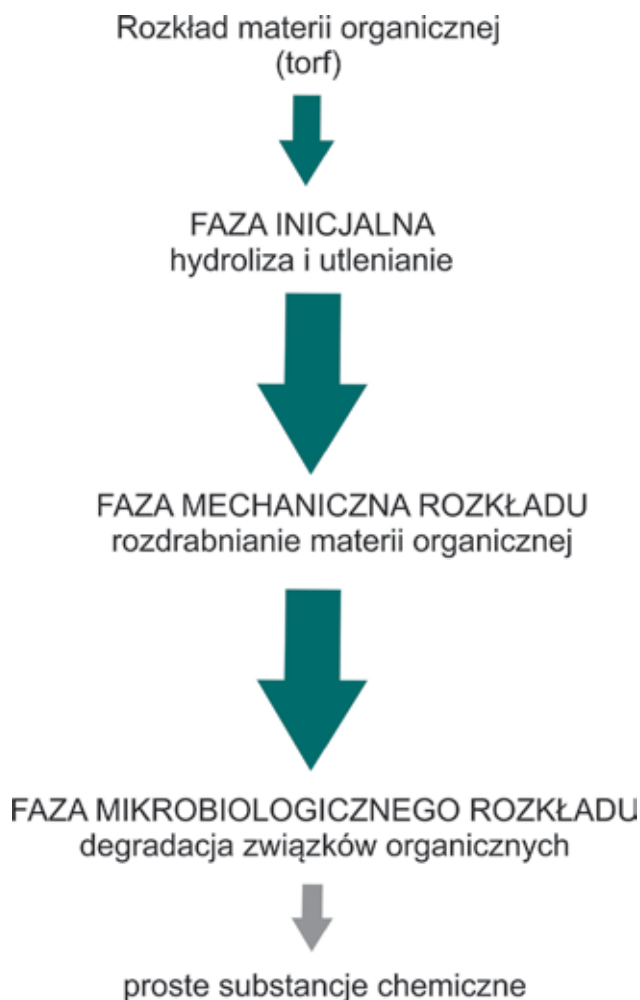 Rozkład materii organicznej
(torf)
FAZA INICJALNA
hydroliza i utlenianie
FAZA MECHANICZNA ROZKŁADU
rozdrabnianie materii organicznej
FAZA MIKROBIOLOGICZNEGO ROZKŁADU
degradacja związków organicznych
proste substancje chemiczne